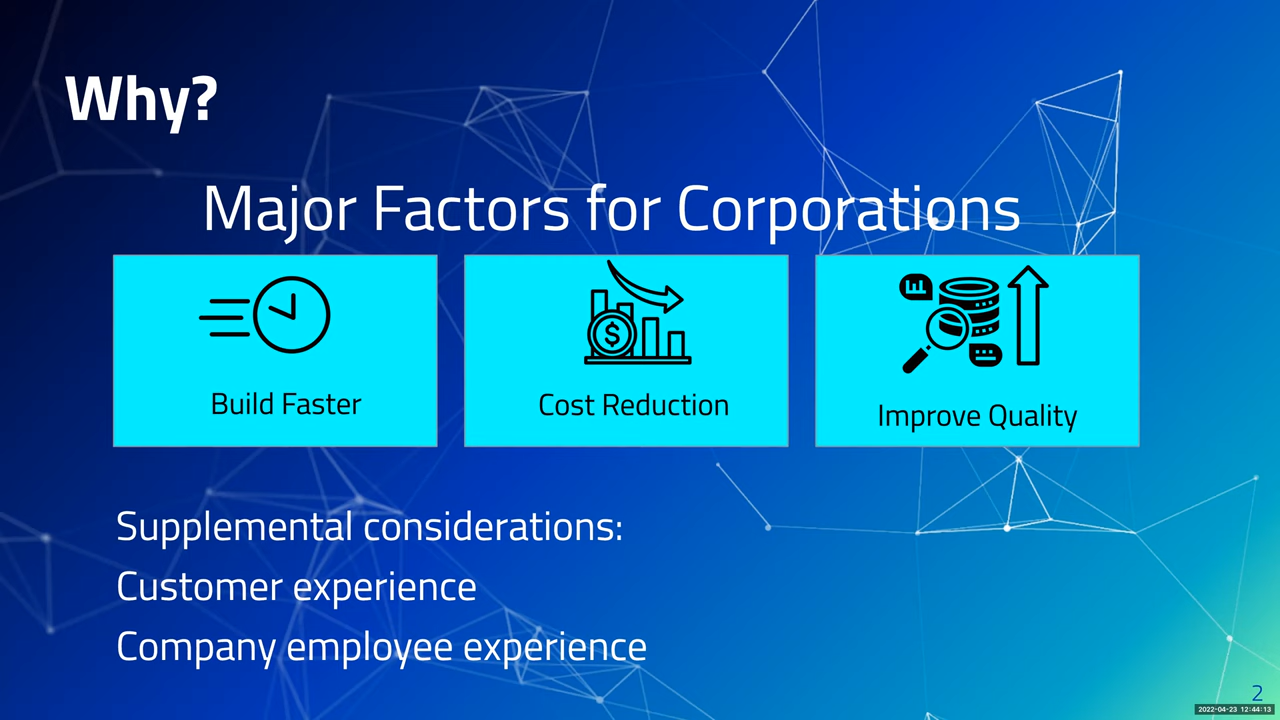 Why?
Major Factors for Corporations
Build Faster
Cost Reduction
Improve Quality
Supplemental considerations:
Customer experience
Company employee experience
2
2022-04-23 12:44:13